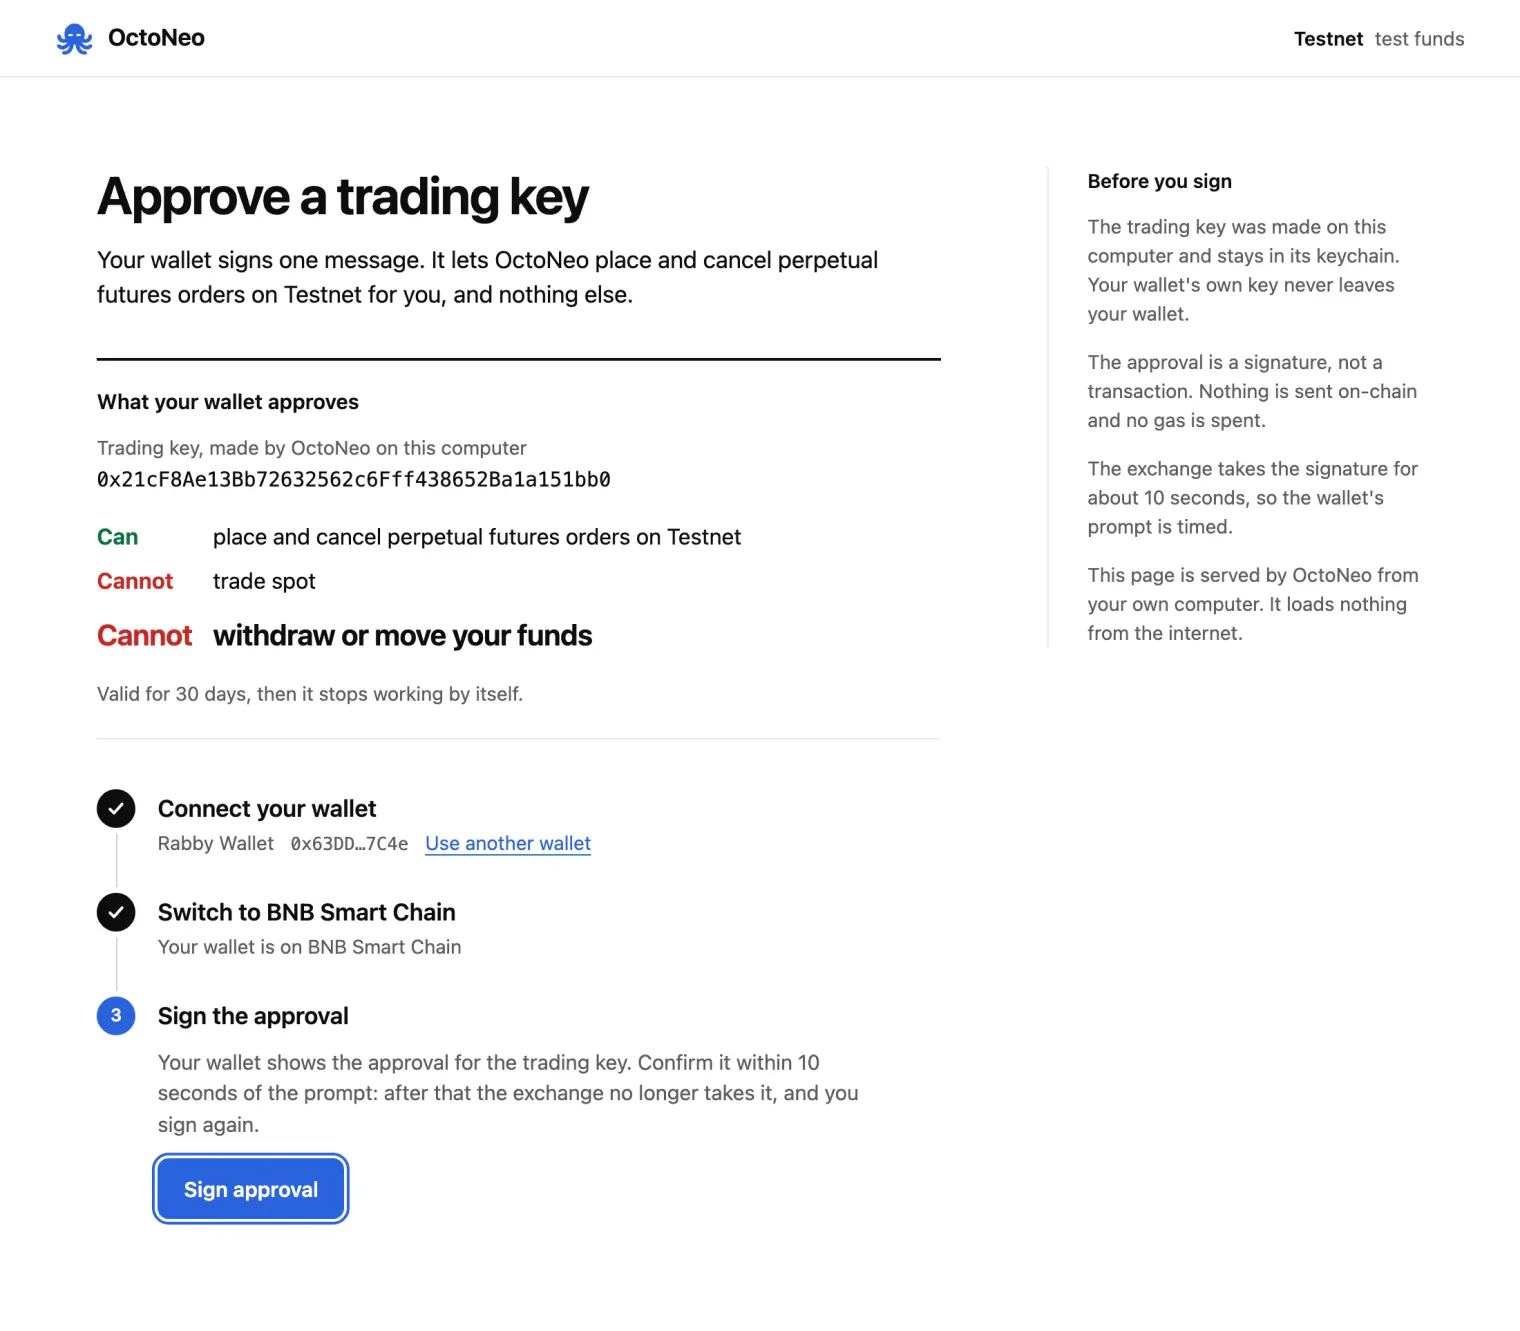 OctoNeo
Testnet test funds
Approve a trading key
Your wallet signs one message. It lets OctoNeo place and cancel perpetual
futures orders on Testnet for you, and nothing else.
What your wallet approves
Trading key, made by OctoNeo on this computer
0x21cF8Ae13Bb72632562c6Fff438652Ba1a151bb0
Can place and cancel perpetual futures orders on Testnet
Cannot trade spot
Cannot withdraw or move your funds
Valid for 30 days, then it stops working by itself.
Connect your wallet
Rabby Wallet 0x63DD…7C4e Use another wallet
Switch to BNB Smart Chain
Your wallet is on BNB Smart Chain
3 Sign the approval
Your wallet shows the approval for the trading key. Confirm it within 10
seconds of the prompt: after that the exchange no longer takes it, and you
sign again.
Sign approval
Before you sign
The trading key was made on this
computer and stays in its keychain.
Your wallet's own key never leaves
your wallet.
The approval is a signature, not a
transaction. Nothing is sent on-chain
and no gas is spent.
The exchange takes the signature for
about 10 seconds, so the wallet's
prompt is timed.
This page is served by OctoNeo from
your own computer. It loads nothing
from the internet.